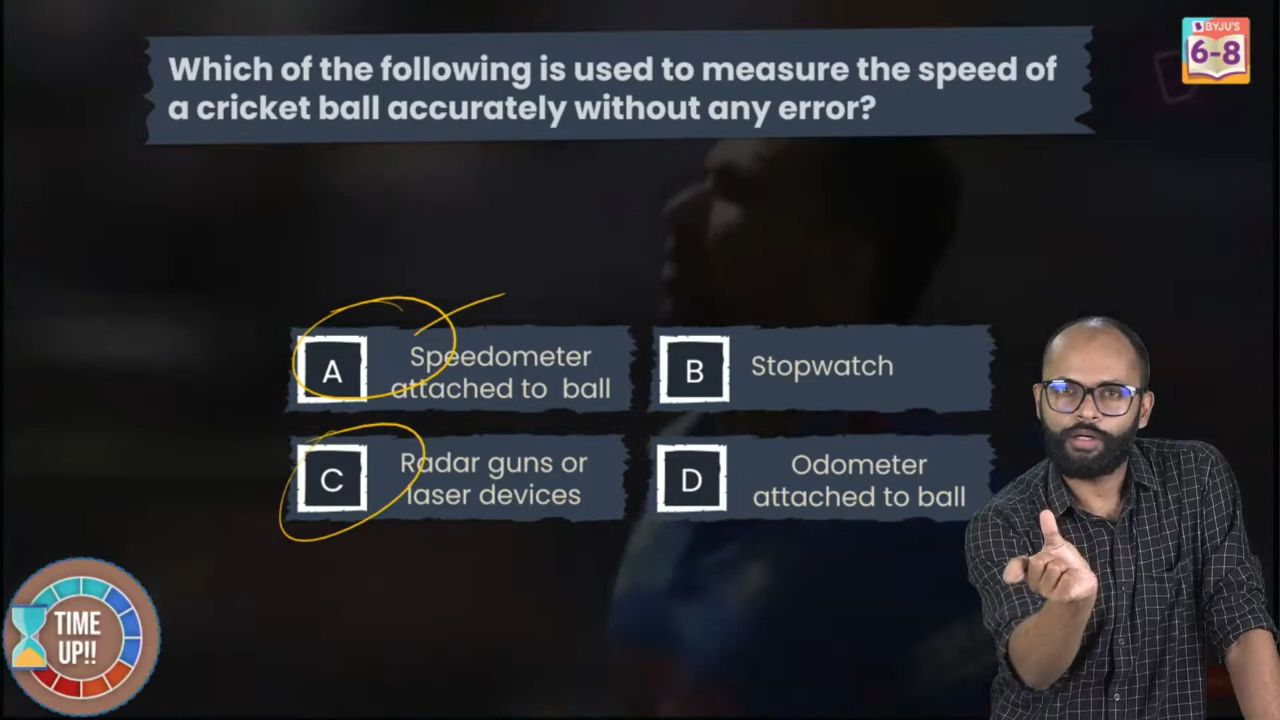 BYJU'S
6-8
Which of the following is used to measure the speed of
a cricket ball accurately without any error?
A
Speedometer
attached to ball
B
Stopwatch
C
Radar guns or
laser devices
D
Odometer
attached to ball
TIME
UP!!